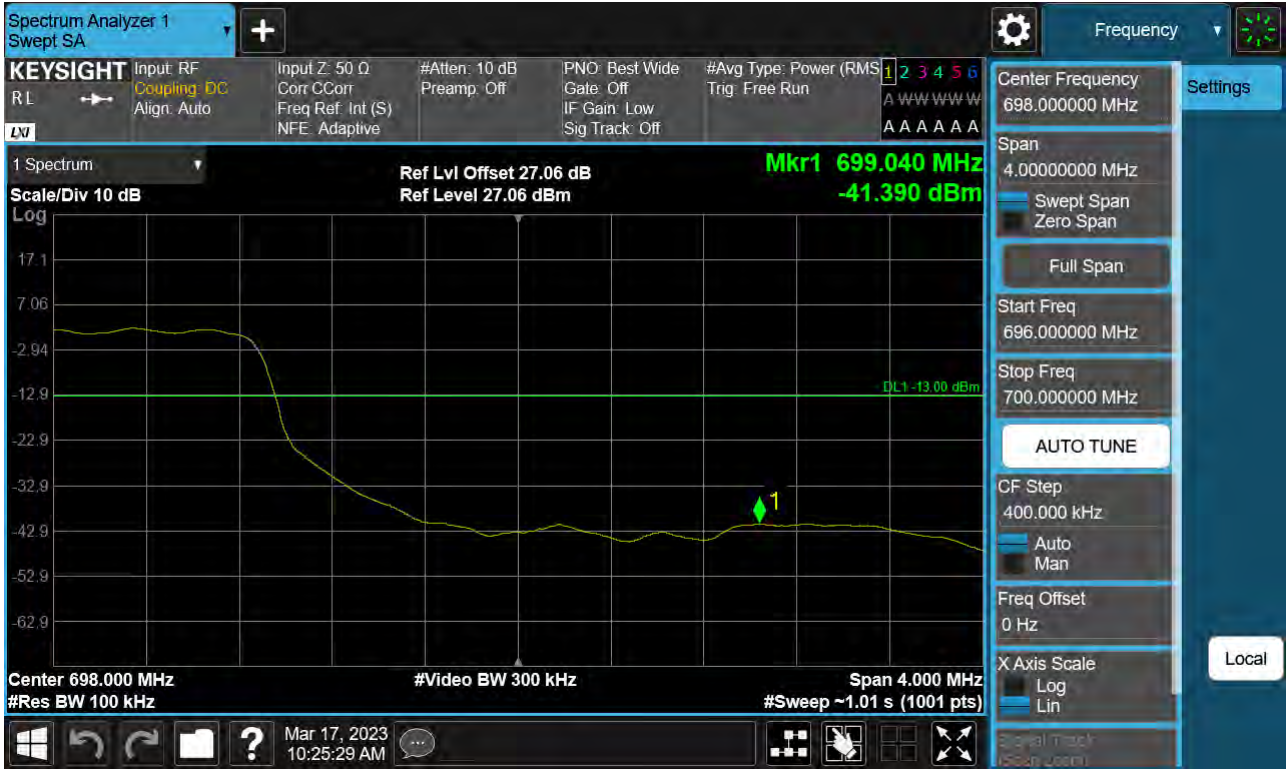 Spectrum Analyzer 1
Swept SA
+
Frequency
KEYSIGHT
RL
LXI
Input: RF
Coupling: DC
Align: Auto
Input Z: 50 Ω
Corr CCorr
Freq Ref: Int (S)
NFE: Adaptive
#Atten: 10 dB
Preamp: Off
PNO: Best Wide
Gate: Off
IF Gain: Low
Sig Track: Off
#Avg Type: Power (RMS
Trig: Free Run
1 2 3 4 5 6
A W W W W W
A A A A A A
1 Spectrum
Scale/Div 10 dB
Log
Ref Lvl Offset 27.06 dB
Ref Level 27.06 dBm
Mkr1 699.040 MHz
-41.390 dBm
17.1
7.06
-2.94
-12.9
-22.9
-32.9
-42.9
-52.9
-62.9
DL1 -13.00 dBm
1
Center 698.000 MHz
#Res BW 100 kHz
#Video BW 300 kHz
Span 4.000 MHz
#Sweep ~1.01 s (1001 pts)
Center Frequency
698.000000 MHz
Span
4.00000000 MHz
Swept Span
Zero Span
Full Span
Start Freq
696.000000 MHz
Stop Freq
700.000000 MHz
AUTO TUNE
CF Step
400.000 kHz
Auto
Man
Freq Offset
0 Hz
X Axis Scale
Log
Lin
Signal Track
(Span Zoom)
Settings
Local
?
Mar 17, 2023
10:25:29 AM